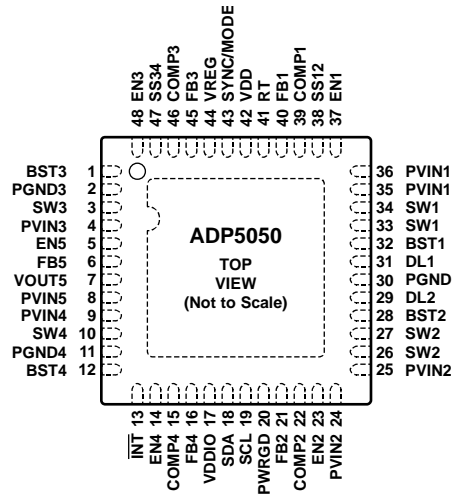 48 EN3
47 SS34
46 COMP3
45 FB3
44 VREG
43 SYNC/MODE
42 VDD
41 RT
40 FB1
39 COMP1
38 SS12
37 EN1
BST3 1
PGND3 2
SW3 3
PVIN3 4
EN5 5
FB5 6
VOUT5 7
PVIN5 8
PVIN4 9
SW4 10
PGND4 11
BST4 12
ADP5050
TOP
VIEW
(Not to Scale)
36 PVIN1
35 PVIN1
34 SW1
33 SW1
32 BST1
31 DL1
30 PGND
29 DL2
28 BST2
27 SW2
26 SW2
25 PVIN2
INT 13
EN4 14
COMP4 15
FB4 16
VDDIO 17
SDA 18
SCL 19
PWRGD 20
FB2 21
COMP2 22
EN2 23
PVIN2 24